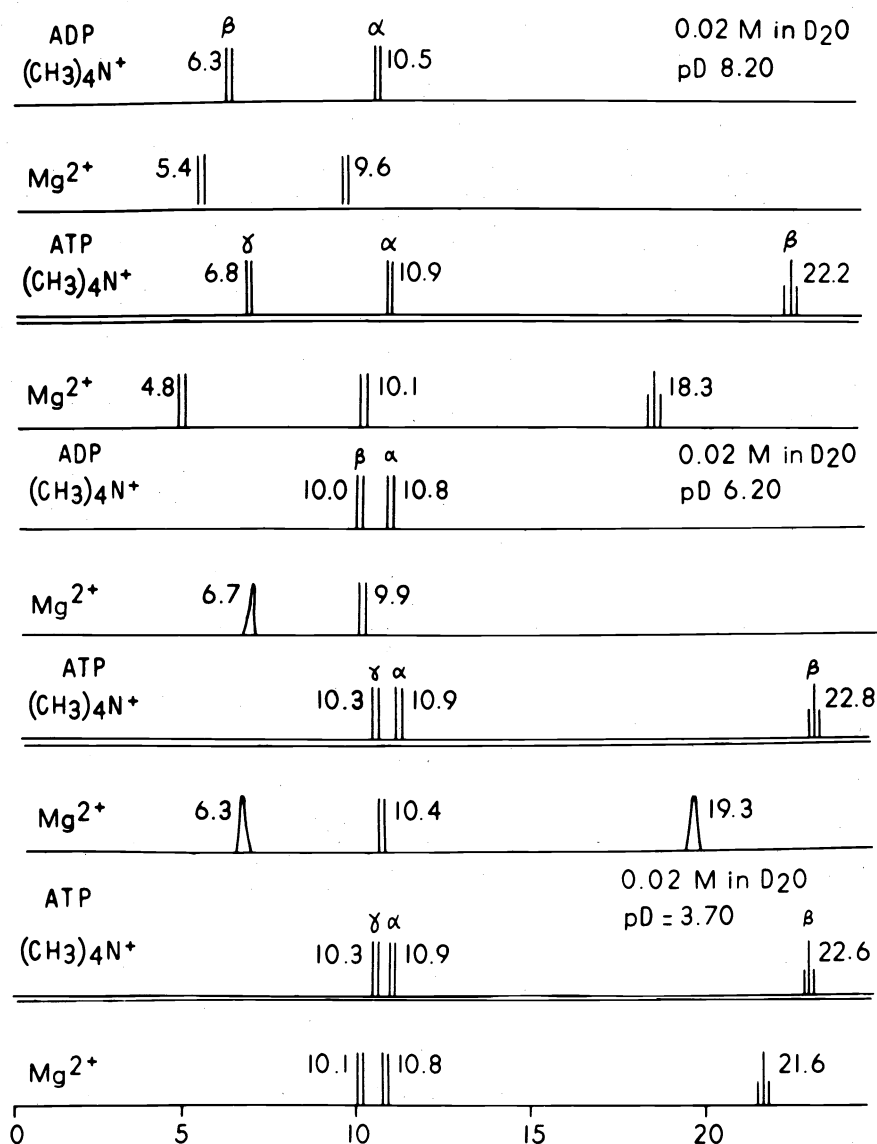 β α
ADP 6.3 10.5 0.02 M in D2O
(CH3)4N+ pD 8.20
Mg2+ 5.4 9.6
ATP γ α β
(CH3)4N+ 6.8 10.9 22.2
Mg2+ 4.8 10.1 18.3
ADP β α 0.02 M in D2O
(CH3)4N+ 10.0 10.8 pD 6.20
Mg2+ 6.7 9.9
ATP γ α β
(CH3)4N+ 10.3 10.9 22.8
Mg2+ 6.3 10.4 19.3
ATP 0.02 M in D2O
γ α pD = 3.70 β
(CH3)4N+ 10.3 10.9 22.6
Mg2+ 10.1 10.8 21.6
0 5 10 15 20